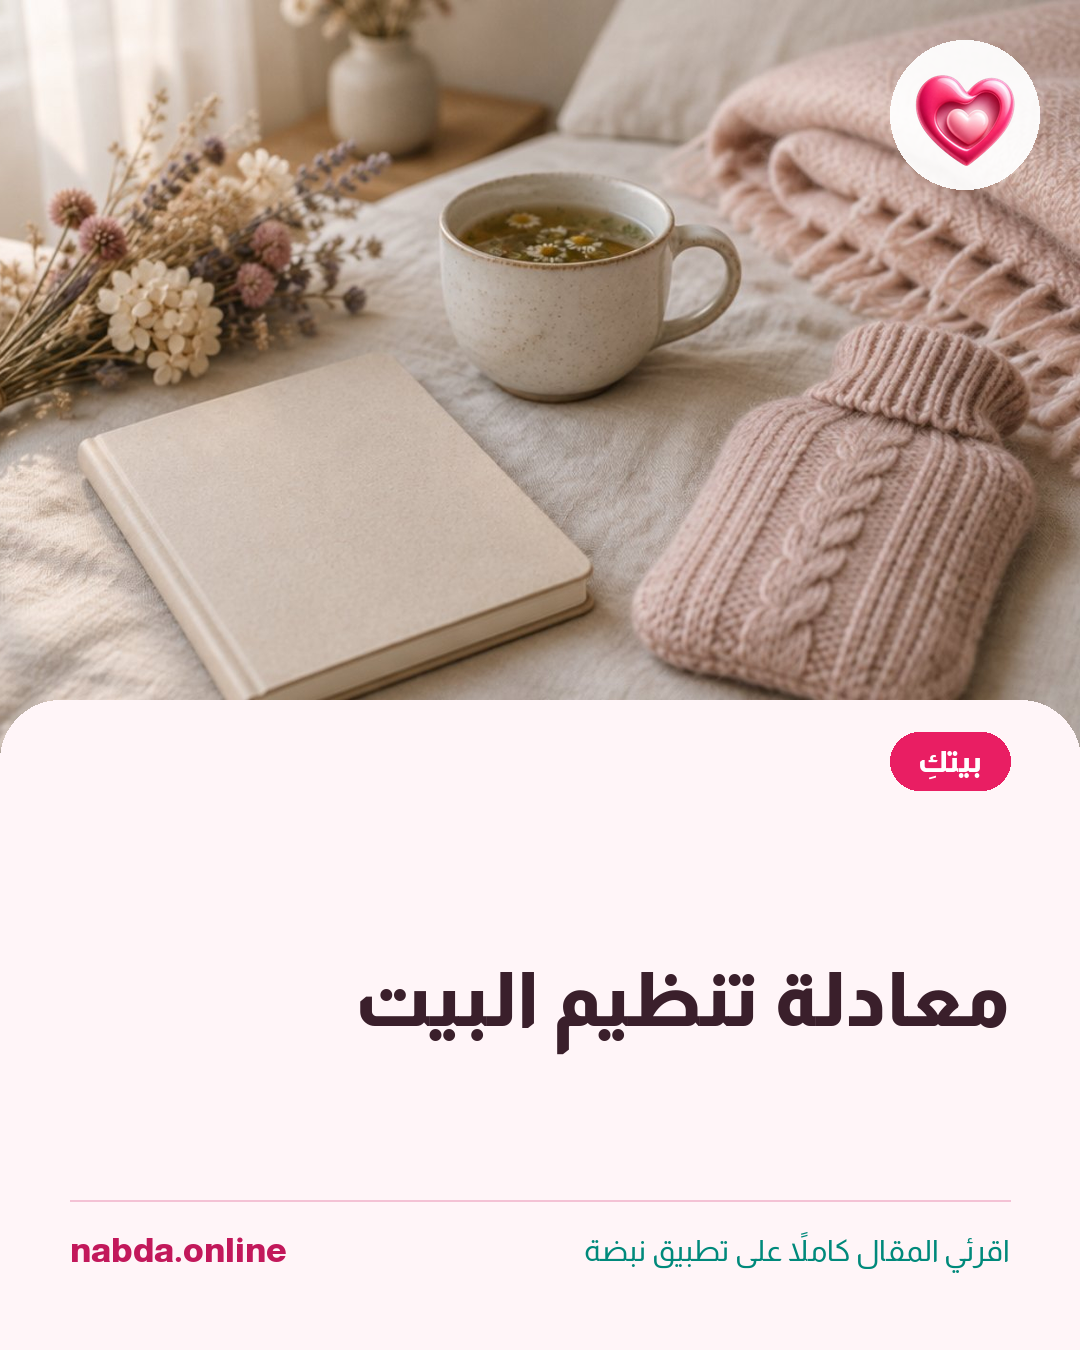 بيتكِ
معادلة تنظيم البيت
اقرئي المقال كاملًا على تطبيق نبضة
nabda.online